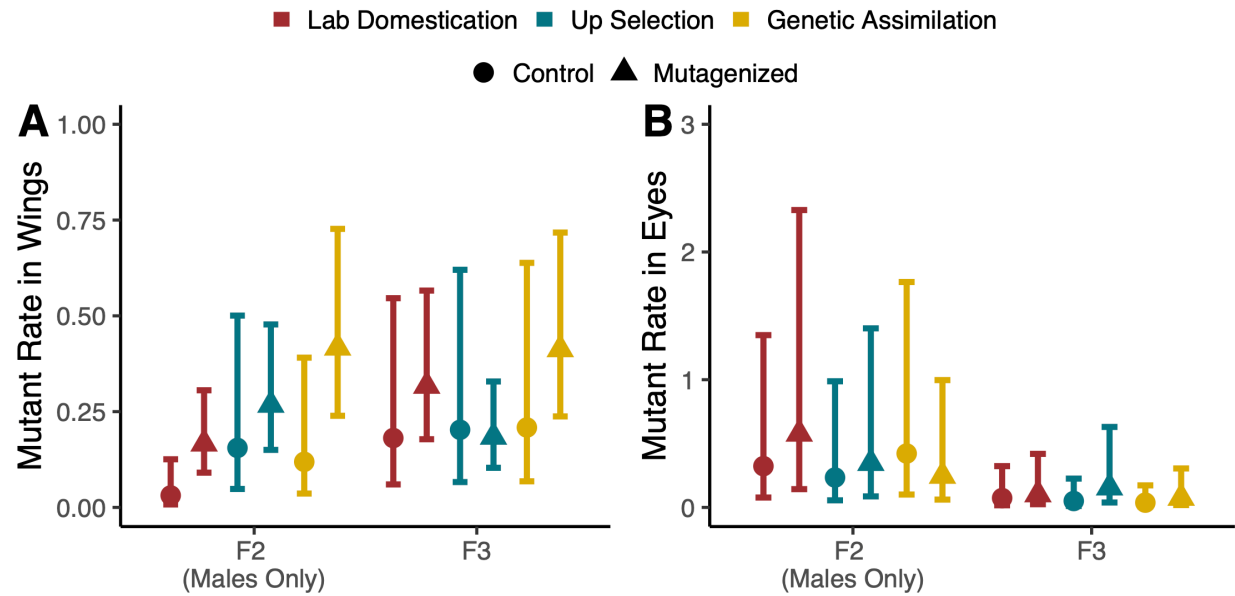 Lab Domestication Up Selection Genetic Assimilation
Control Mutagenized
A
Mutant Rate in Wings
1.00
0.75
0.50
0.25
0.00
F2
(Males Only)
F3
B
Mutant Rate in Eyes
3
2
1
0
F2
(Males Only)
F3